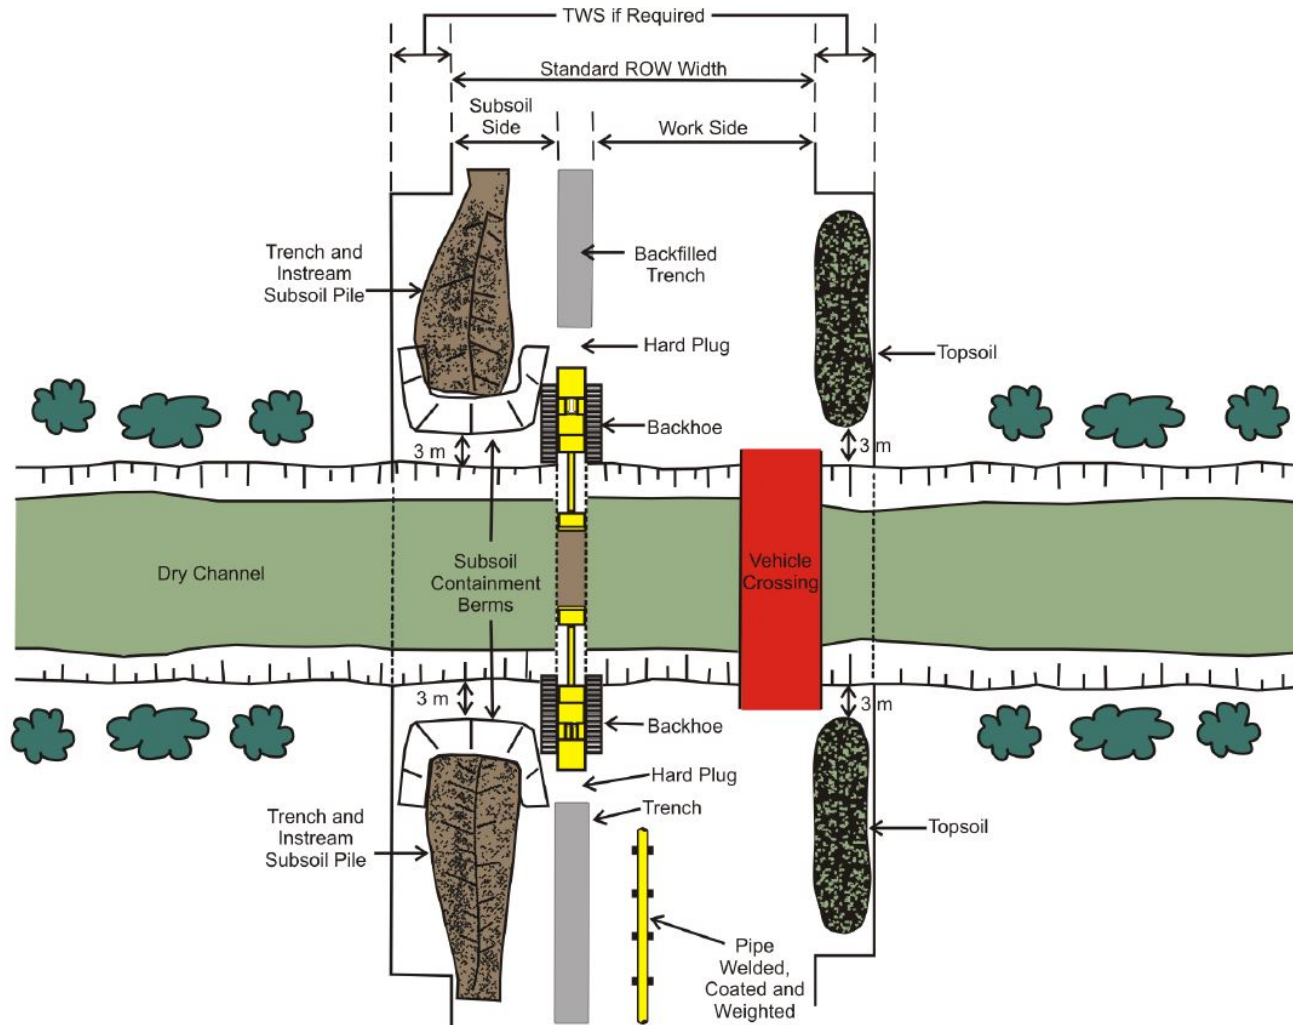 TWS if Required
Standard ROW Width
Subsoil
Side
Work Side
Trench and
Instream
Subsoil Pile
Backfilled
Trench
Hard Plug
Topsoil
Backhoe
3 m
3 m
Dry Channel
Subsoil
Containment
Berms
Vehicle
Crossing
3 m
3 m
Backhoe
Hard Plug
Trench
Trench and
Instream
Subsoil Pile
Topsoil
Pipe
Welded,
Coated and
Weighted